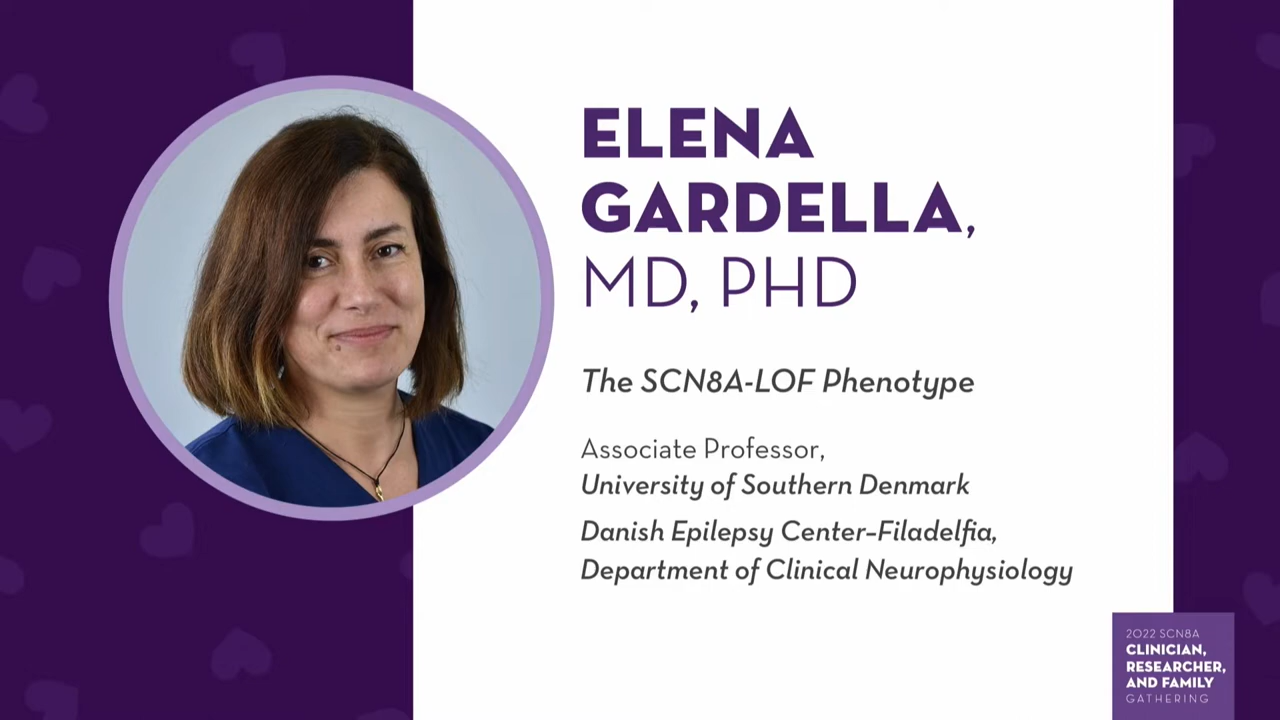 ELENA
GARDELLA,
MD, PHD
The SCN8A-LOF Phenotype
Associate Professor,
University of Southern Denmark
Danish Epilepsy Center–Filadelfia,
Department of Clinical Neurophysiology
2022 SCN8A
CLINICIAN,
RESEARCHER,
AND FAMILY
GATHERING